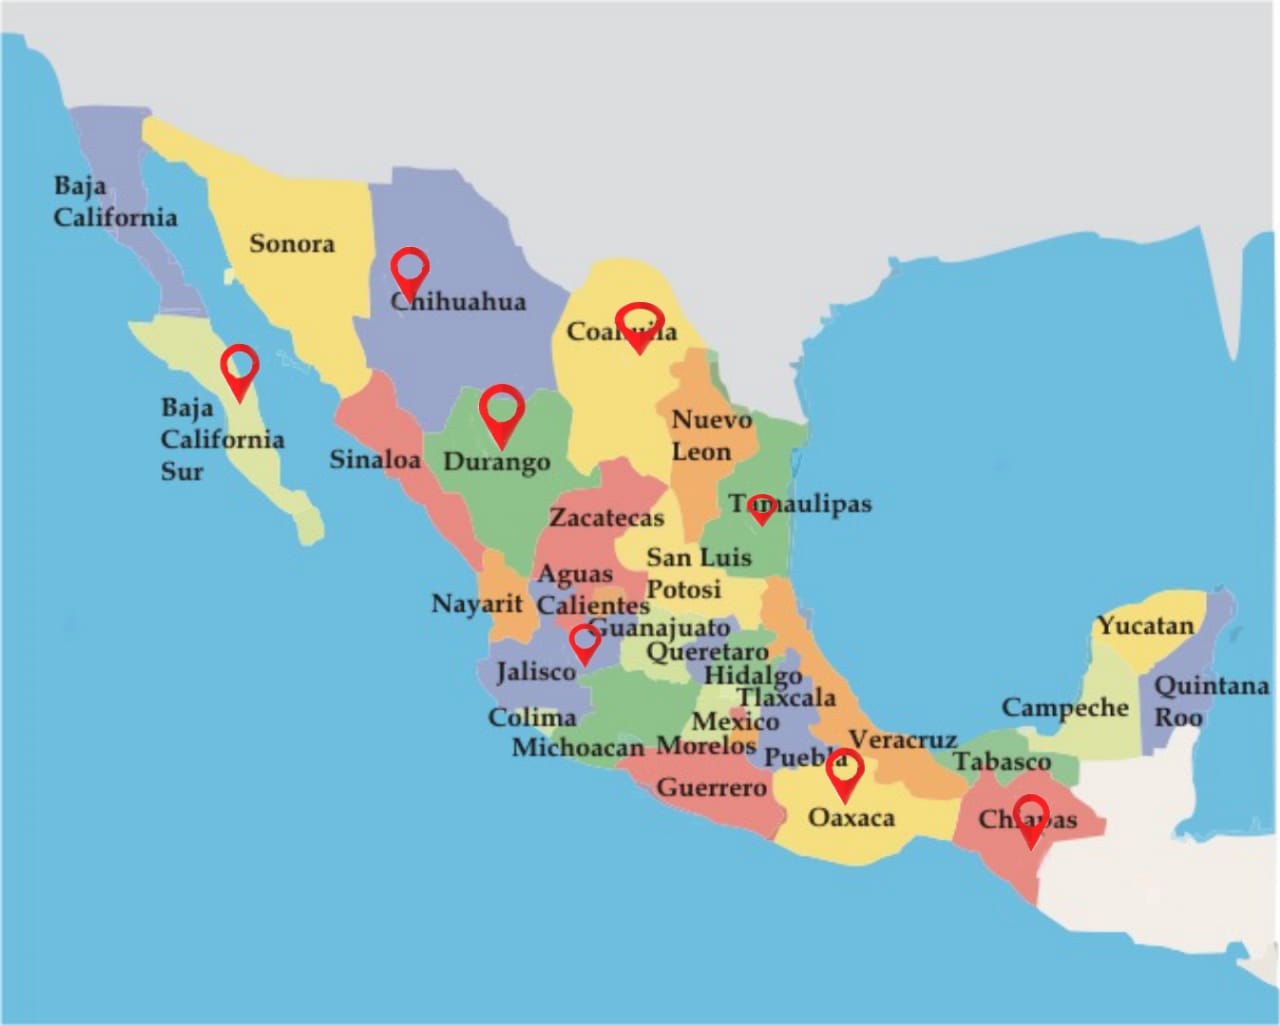 Baja
California
Sonora
Chihuahua
Coahuila
Baja
California
Sur
Sinaloa
Durango
Nuevo
Leon
Tamaulipas
Zacatecas
San Luis
Potosi
Aguas
Calientes
Nayarit
Guanajuato
Queretaro
Jalisco
Hidalgo
Tlaxcala
Colima
Mexico
Michoacan
Morelos
Puebla
Veracruz
Guerrero
Oaxaca
Tabasco
Chiapas
Campeche
Yucatan
Quintana
Roo